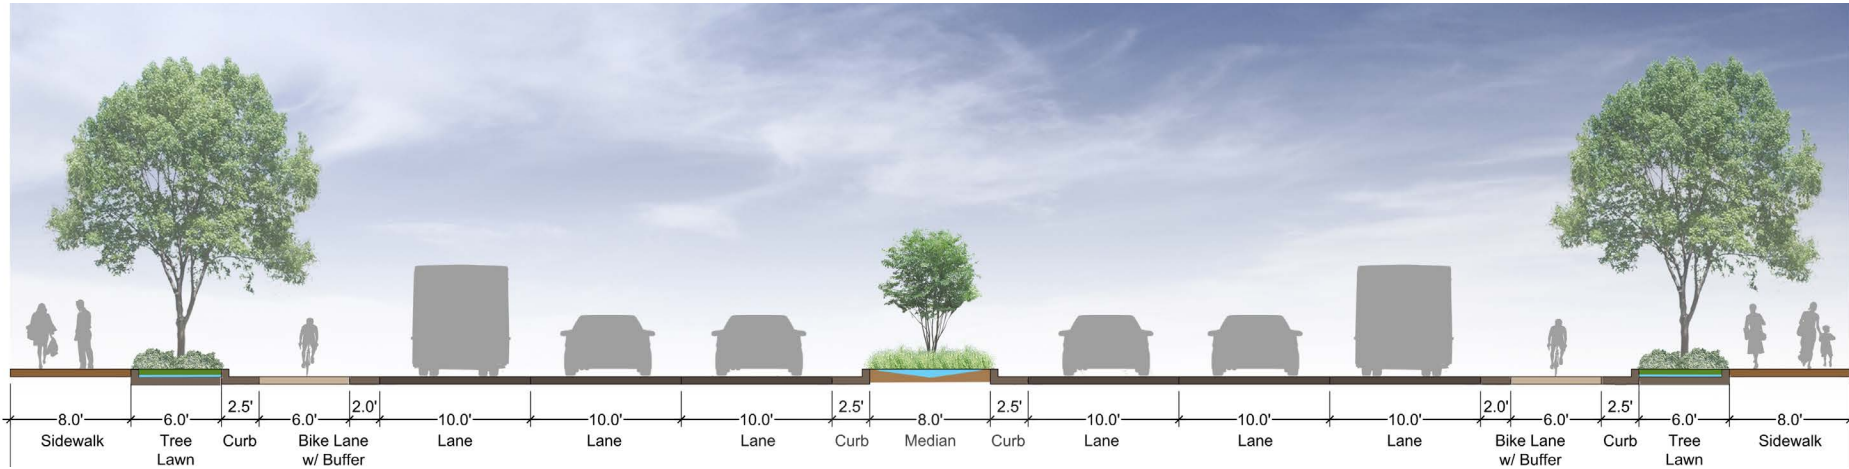 2.5' 2.0' 2.5' 2.5' 2.0' 2.5'
8.0' 6.0' 6.0' 10.0' 10.0' 10.0' 8.0' 10.0' 10.0' 10.0' 6.0' 6.0' 8.0'
Sidewalk Tree Curb Bike Lane Lane Lane Lane Curb Median Curb Lane Lane Lane Bike Lane Curb Tree Sidewalk
Lawn w/ Buffer w/ Buffer Lawn